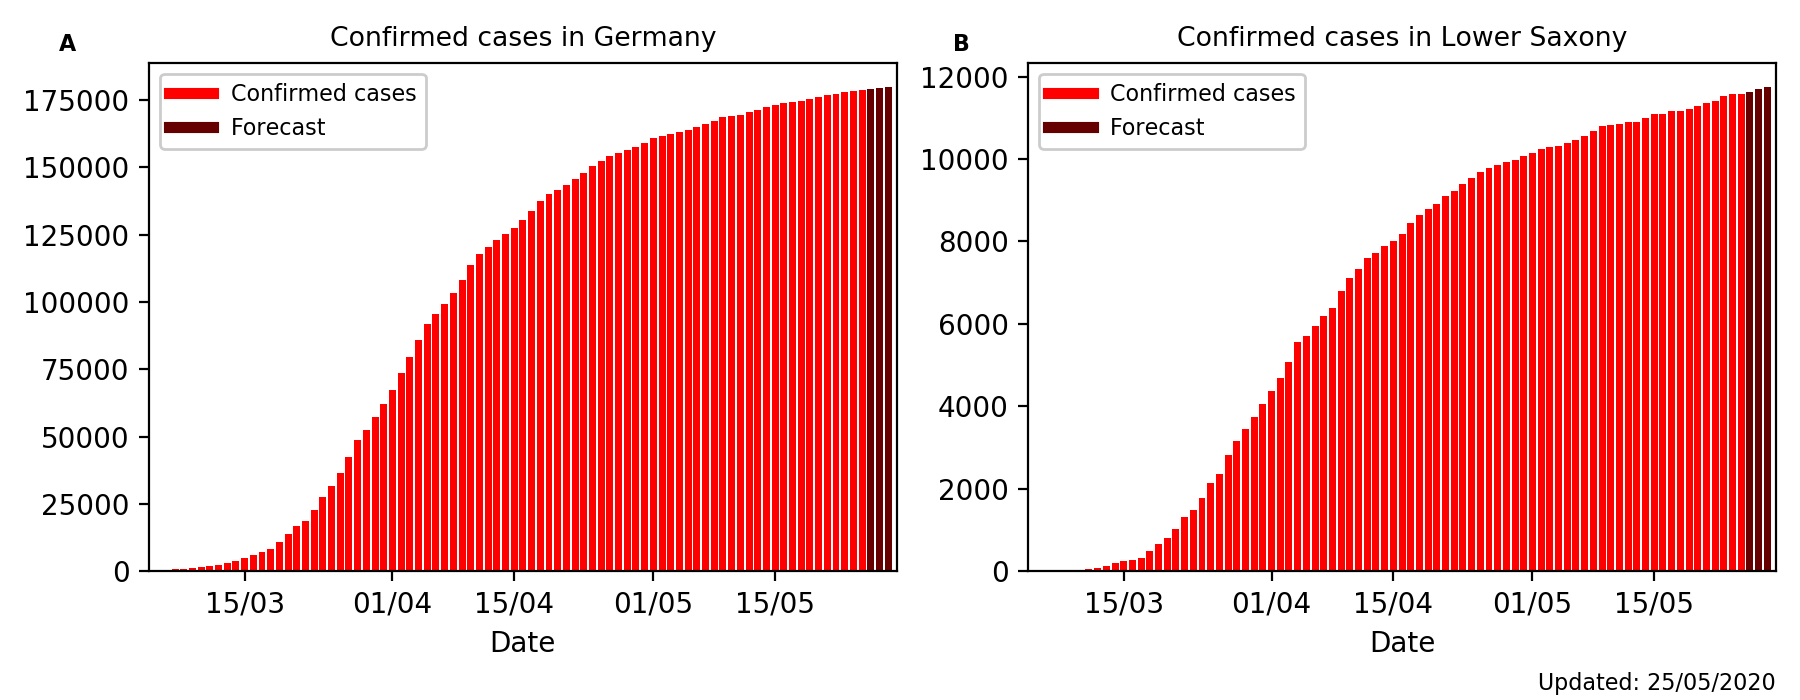 A
Confirmed cases in Germany
Confirmed cases
Forecast
175000
150000
125000
100000
75000
50000
25000
0
15/03 01/04 15/04 01/05 15/05
Date
B
Confirmed cases in Lower Saxony
Confirmed cases
Forecast
12000
10000
8000
6000
4000
2000
0
15/03 01/04 15/04 01/05 15/05
Date
Updated: 25/05/2020